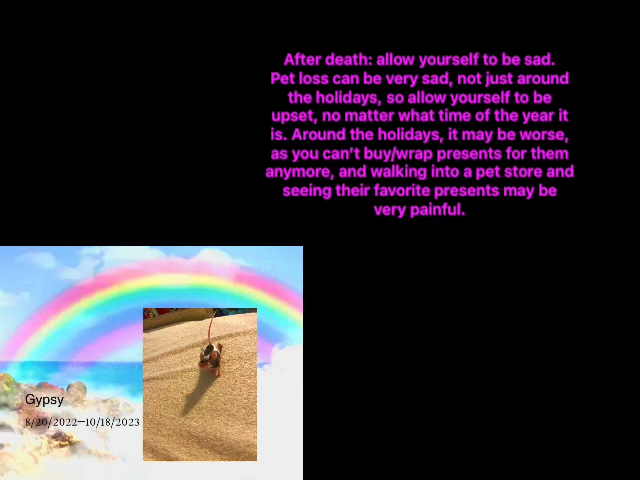 After death: allow yourself to be sad.
Pet loss can be very sad, not just around
the holidays, so allow yourself to be
upset, no matter what time of the year it
is. Around the holidays, it may be worse,
as you can’t buy/wrap presents for them
anymore, and walking into a pet store and
seeing their favorite presents may be
very painful.
Gypsy
8/20/2022—10/18/2023